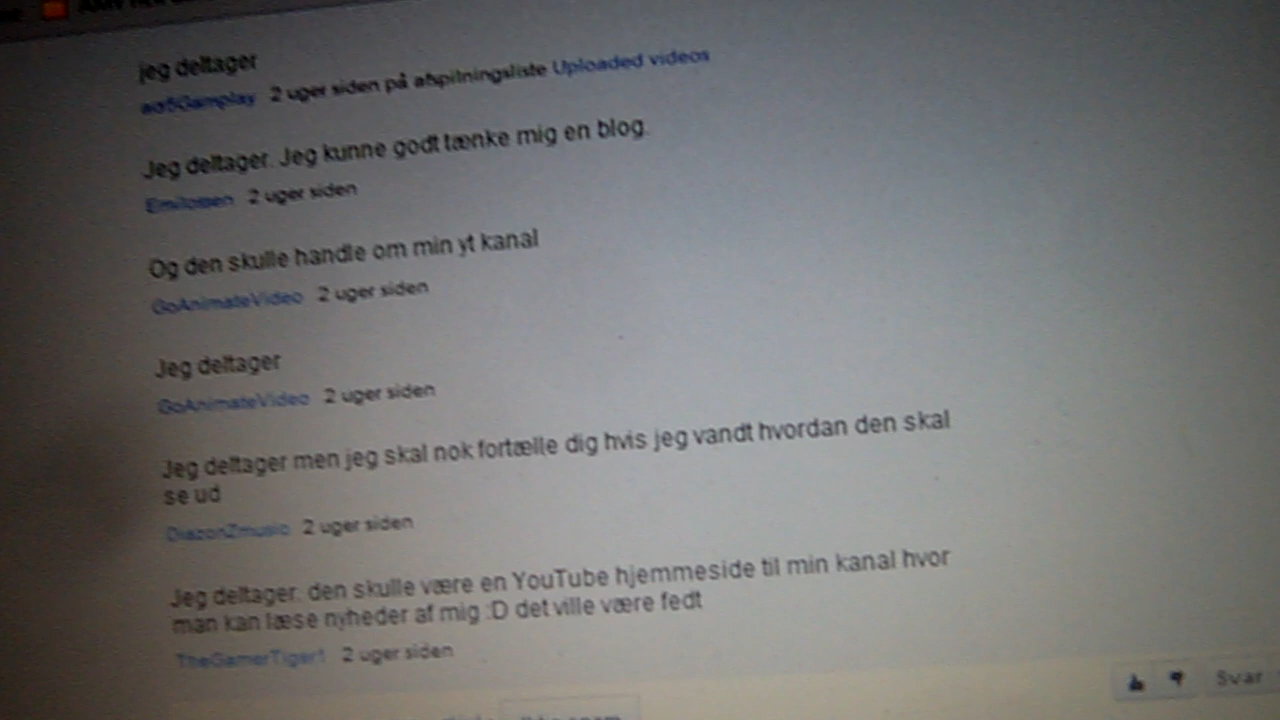 jeg deltager
2 uger siden på afspilningsliste Uploaded videos
Jeg deltager. Jeg kunne godt tænke mig en blog.
2 uger siden
Og den skulle handle om min yt kanal
GoAnimateVideo 2 uger siden
Jeg deltager
GoAnimateVideo 2 uger siden
Jeg deltager men jeg skal nok fortælle dig hvis jeg vandt hvordan den skal
se ud
DiazonZmusic 2 uger siden
Jeg deltager: den skulle være en YouTube hjemmeside til min kanal hvor
man kan læse nyheder af mig :D det ville være fedt
TheGamerTiger1 2 uger siden
Svar